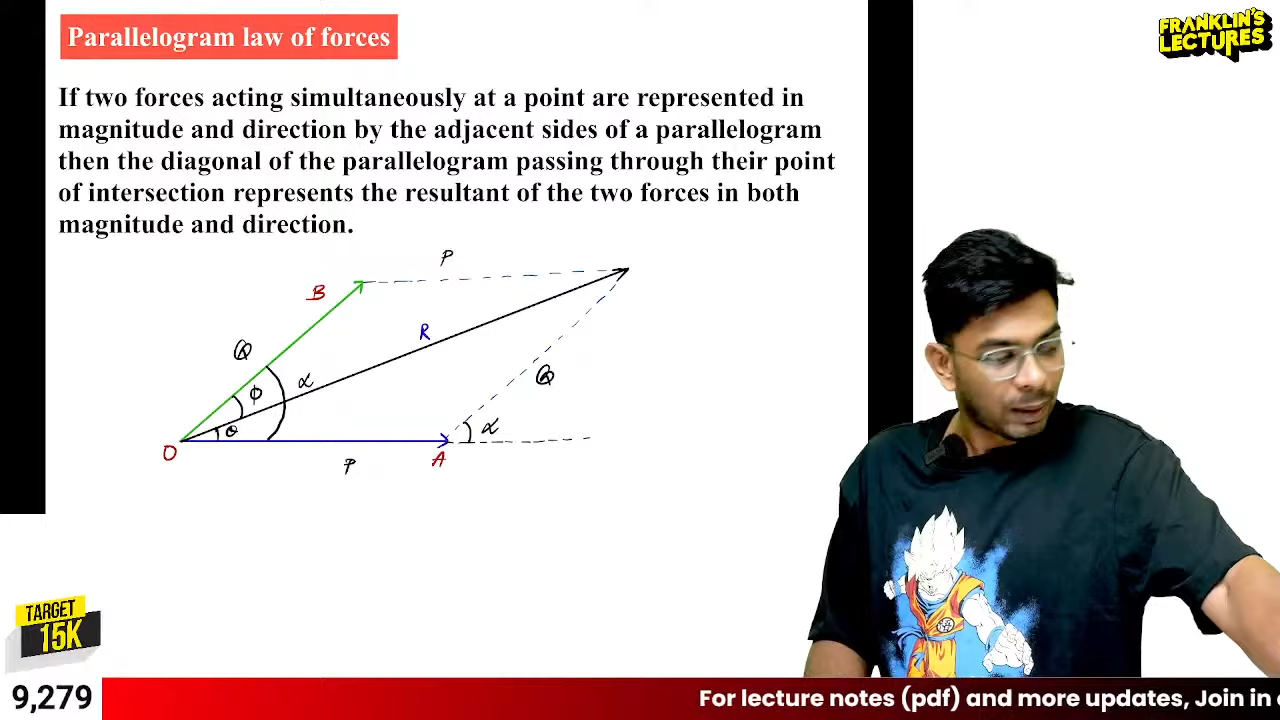 Parallelogram law of forces
FRANKLIN'S
LECTURES
If two forces acting simultaneously at a point are represented in
magnitude and direction by the adjacent sides of a parallelogram
then the diagonal of the parallelogram passing through their point
of intersection represents the resultant of the two forces in both
magnitude and direction.
P
B
R
Q
α
Q
ϕ
α
θ
O
P
A
TARGET
15K
9,279
For lecture notes (pdf) and more updates, Join in